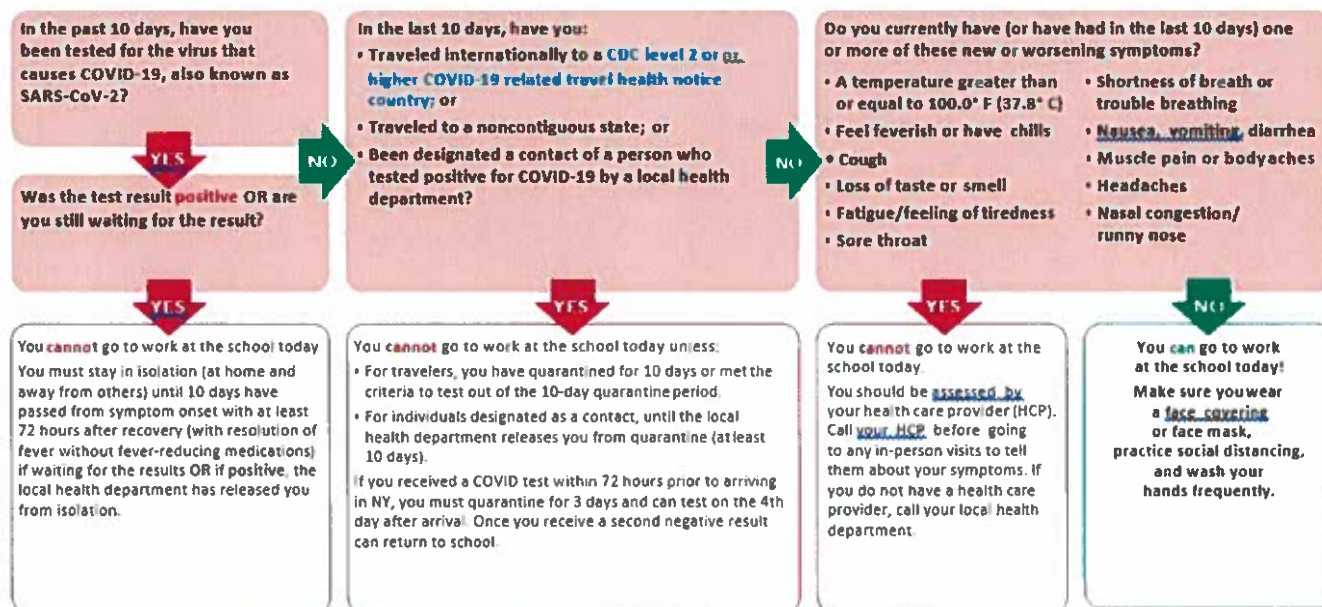 In the past 10 days, have you
been tested for the virus that
causes COVID-19, also known as
SARS-CoV-2?
YES
Was the test result positive OR are
you still waiting for the result?
YES
You cannot go to work at the school today
You must stay in isolation (at home and
away from others) until 10 days have
passed from symptom onset with at least
72 hours after recovery (with resolution of
fever without fever-reducing medications)
if waiting for the results OR if positive, the
local health department has released you
from isolation.
NO
In the last 10 days, have you:
• Traveled internationally to a CDC level 2 or or
higher COVID-19 related travel health notice
country; or
• Traveled to a noncontiguous state; or
• Been designated a contact of a person who
tested positive for COVID-19 by a local health
department?
YES
You cannot go to work at the school today unless:
• For travelers, you have quarantined for 10 days or met the
criteria to test out of the 10-day quarantine period.
• For individuals designated as a contact, until the local
health department releases you from quarantine (at least
10 days).
If you received a COVID test within 72 hours prior to arriving
in NY, you must quarantine for 3 days and can test on the 4th
day after arrival. Once you receive a second negative result
can return to school.
NO
Do you currently have (or have had in the last 10 days) one
or more of these new or worsening symptoms?
• A temperature greater than
or equal to 100.0° F (37.8° C)
• Feel feverish or have chills
• Cough
• Loss of taste or smell
• Fatigue/feeling of tiredness
• Sore throat
• Shortness of breath or
trouble breathing
• Nausea, vomiting, diarrhea
• Muscle pain or body aches
• Headaches
• Nasal congestion/
runny nose
YES
You cannot go to work at the
school today.
You should be assessed by
your health care provider (HCP).
Call your HCP before going
to any in-person visits to tell
them about your symptoms. If
you do not have a health care
provider, call your local health
department.
NO
You can go to work
at the school today!
Make sure you wear
a face covering
or face mask,
practice social distancing,
and wash your
hands frequently.